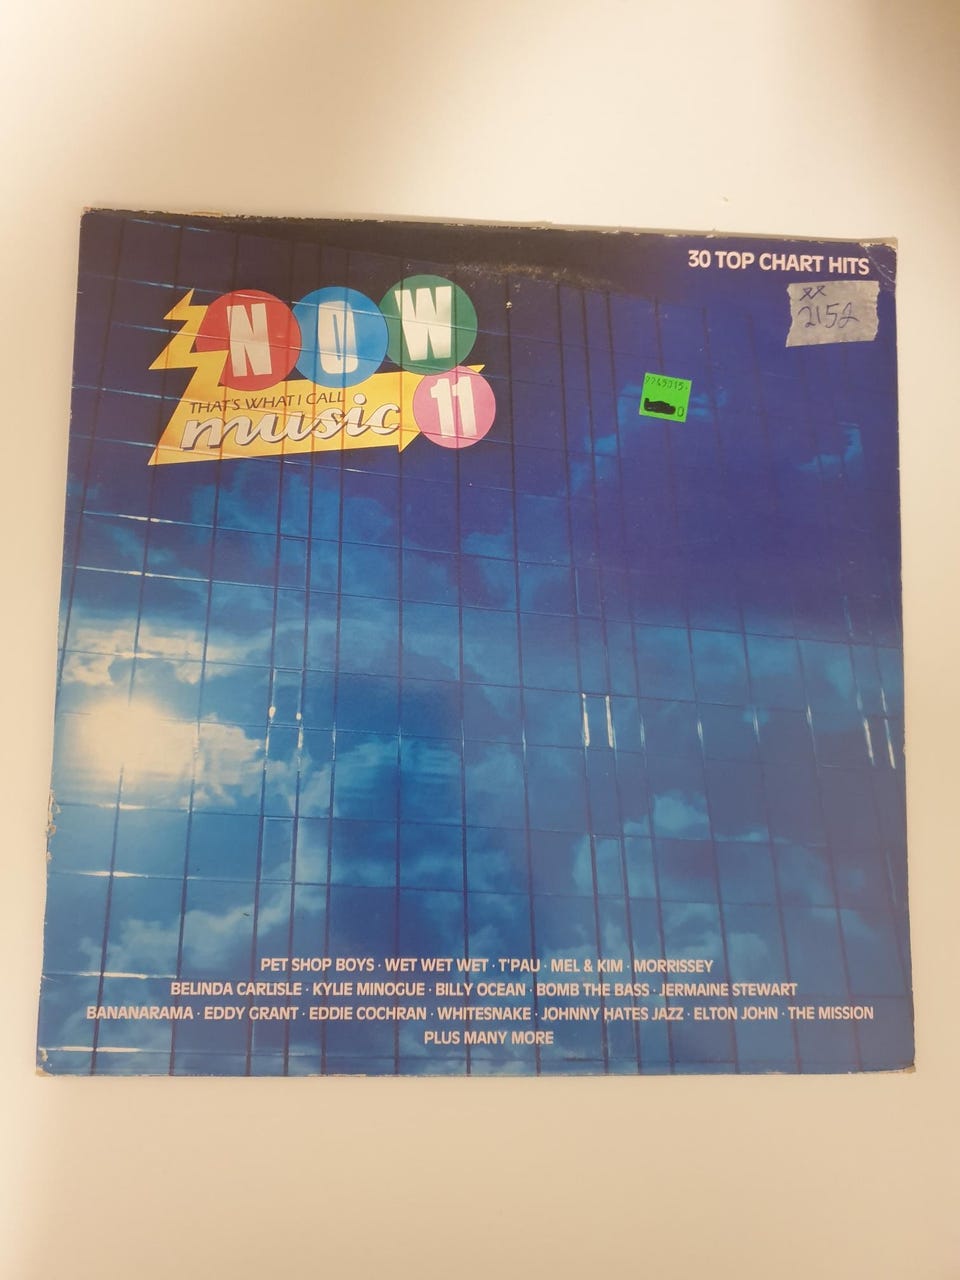 30 TOP CHART HITS
xx
2152
NOW
THAT'S WHAT I CALL
music 11
PET SHOP BOYS · WET WET WET · T'PAU · MEL & KIM · MORRISSEY
BELINDA CARLISLE · KYLIE MINOGUE · BILLY OCEAN · BOMB THE BASS · JERMAINE STEWART
BANANARAMA · EDDY GRANT · EDDIE COCHRAN · WHITESNAKE · JOHNNY HATES JAZZ · ELTON JOHN · THE MISSION
PLUS MANY MORE